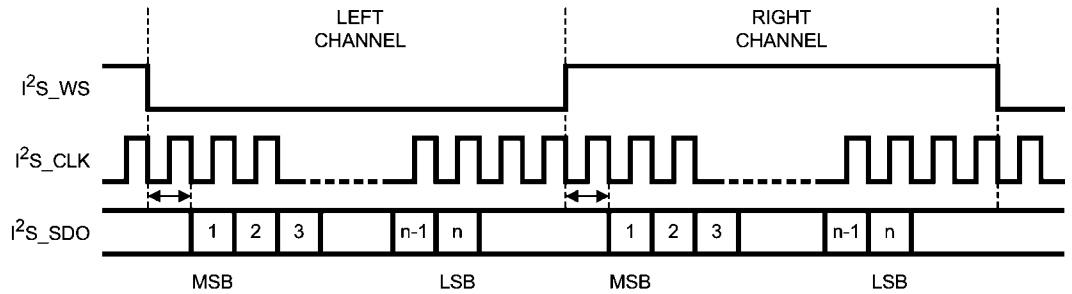 LEFT
CHANNEL
RIGHT
CHANNEL
I²S_WS
I²S_CLK
I²S_SDO
1 2 3 n-1 n 1 2 3 n-1 n
MSB LSB MSB LSB